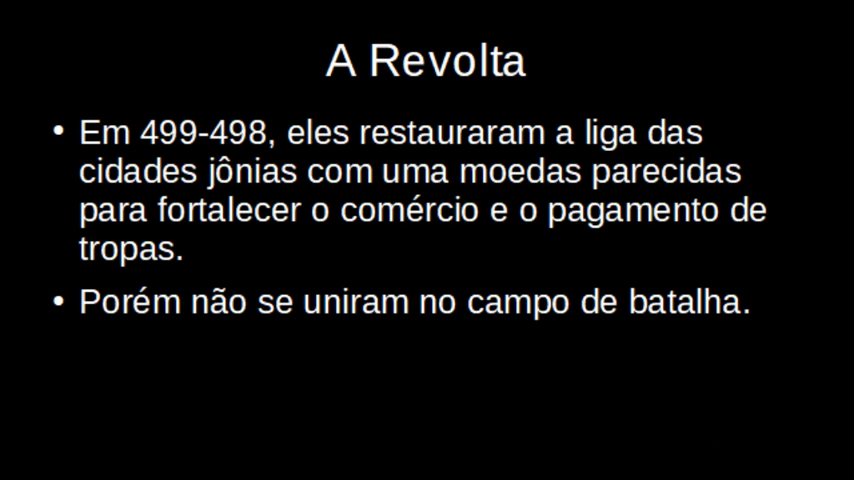 A Revolta
• Em 499-498, eles restauraram a liga das
cidades jônias com uma moedas parecidas
para fortalecer o comércio e o pagamento de
tropas.
• Porém não se uniram no campo de batalha.